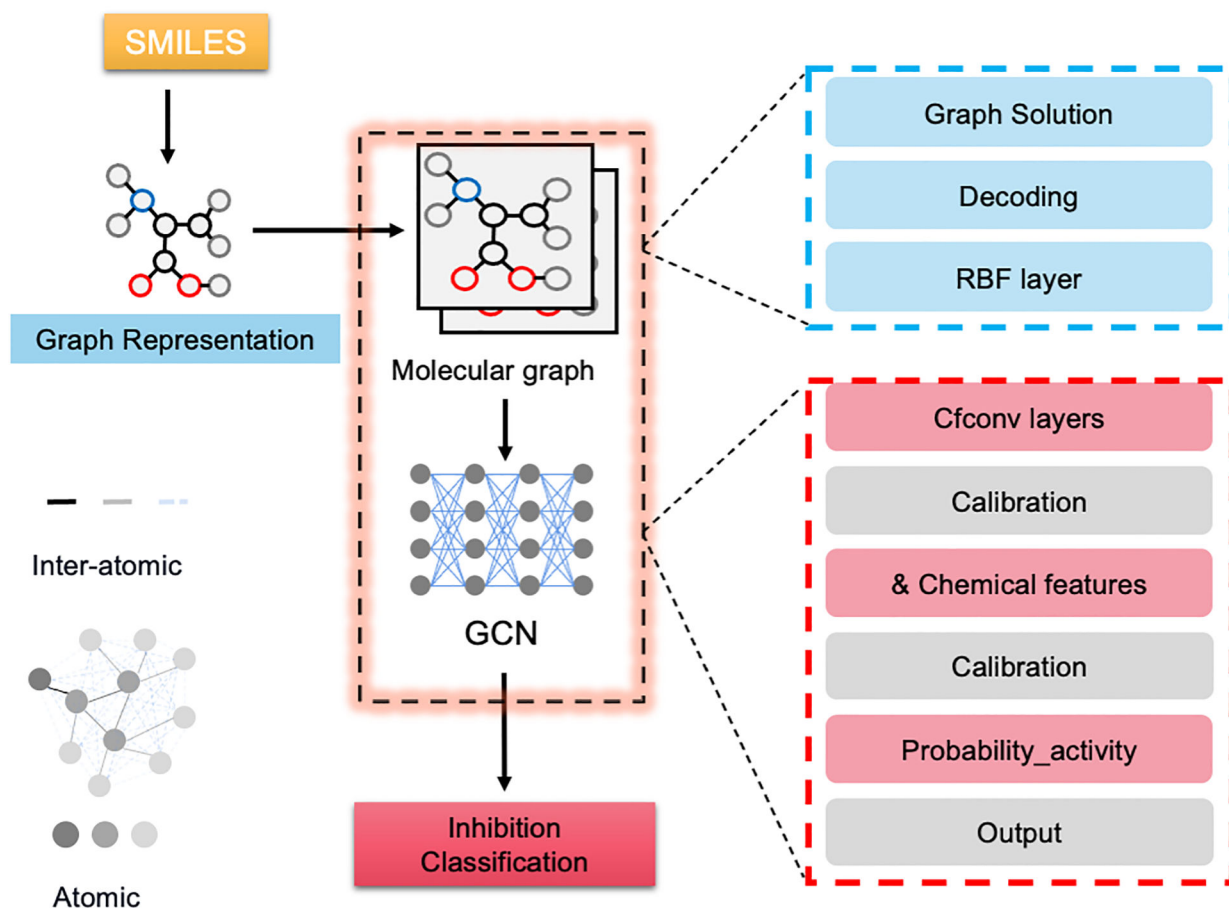 SMILES
Graph Representation
Inter-atomic
Atomic
Molecular graph
GCN
Inhibition
Classification
Graph Solution
Decoding
RBF layer
Cfconv layers
Calibration
& Chemical features
Calibration
Probability_activity
Output